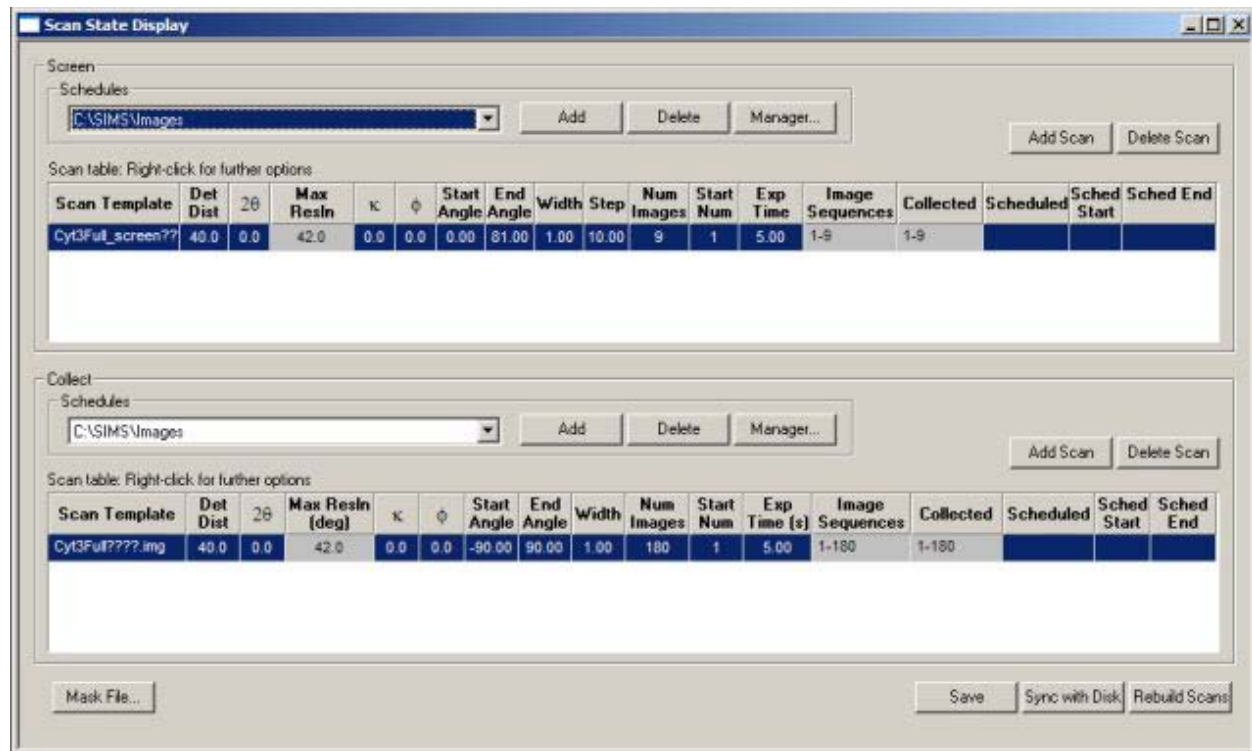 Scan State Display
Screen
Schedules
C:\SIMS\Images
Add
Delete
Manager...
Add Scan
Delete Scan
Scan table: Right-click for further options
Scan Template Det Dist 2θ Max Resln κ ϕ Start Angle End Angle Width Step Num Images Start Num Exp Time Image Sequences Collected Scheduled Sched Start Sched End
Cyt3Full_screen?? 40.0 0.0 42.0 0.0 0.0 0.00 81.00 1.00 10.00 9 1 5.00 1-9 1-9
Collect
Schedules
C:\SIMS\Images
Add
Delete
Manager...
Add Scan
Delete Scan
Scan table: Right-click for further options
Scan Template Det Dist 2θ Max Resln (deg) κ ϕ Start Angle End Angle Width Num Images Start Num Exp Time (s) Image Sequences Collected Scheduled Sched Start Sched End
Cyt3Full????.img 40.0 0.0 42.0 0.0 0.0 -90.00 90.00 1.00 180 1 5.00 1-180 1-180
Mask File...
Save
Sync with Disk
Rebuild Scans